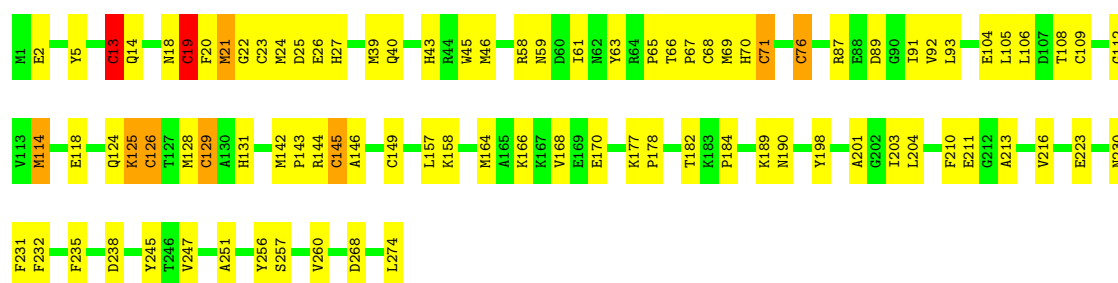 M1 E2 Y5 C13 Q14 N18 C19 F20 M21 G22 C23 M24 D25 E26 H27 M39 Q40 H43 R44 W45 M46 R58 N59 D60 I61 N62 Y63 R64 P65 T66 P67 C68 M69 H70 C71 C76 R87 E88 D89 G90 I91 V92 L93 E104 L105 L106 D107 T108 C109
V113 M114 E118 Q124 K125 C126 T127 M128 C129 A130 H131 M142 P143 R144 C145 A146 C149 L157 K158 M164 A165 K166 K167 V168 E169 E170 K177 P178 T182 K183 P184 K189 N190 Y198 A201 G202 I203 L204 F210 E211 G212 A213 V216 E223 N230
F231 F232 F235 D238 Y245 T246 V247 A251 Y256 S257 V260 D268 L274